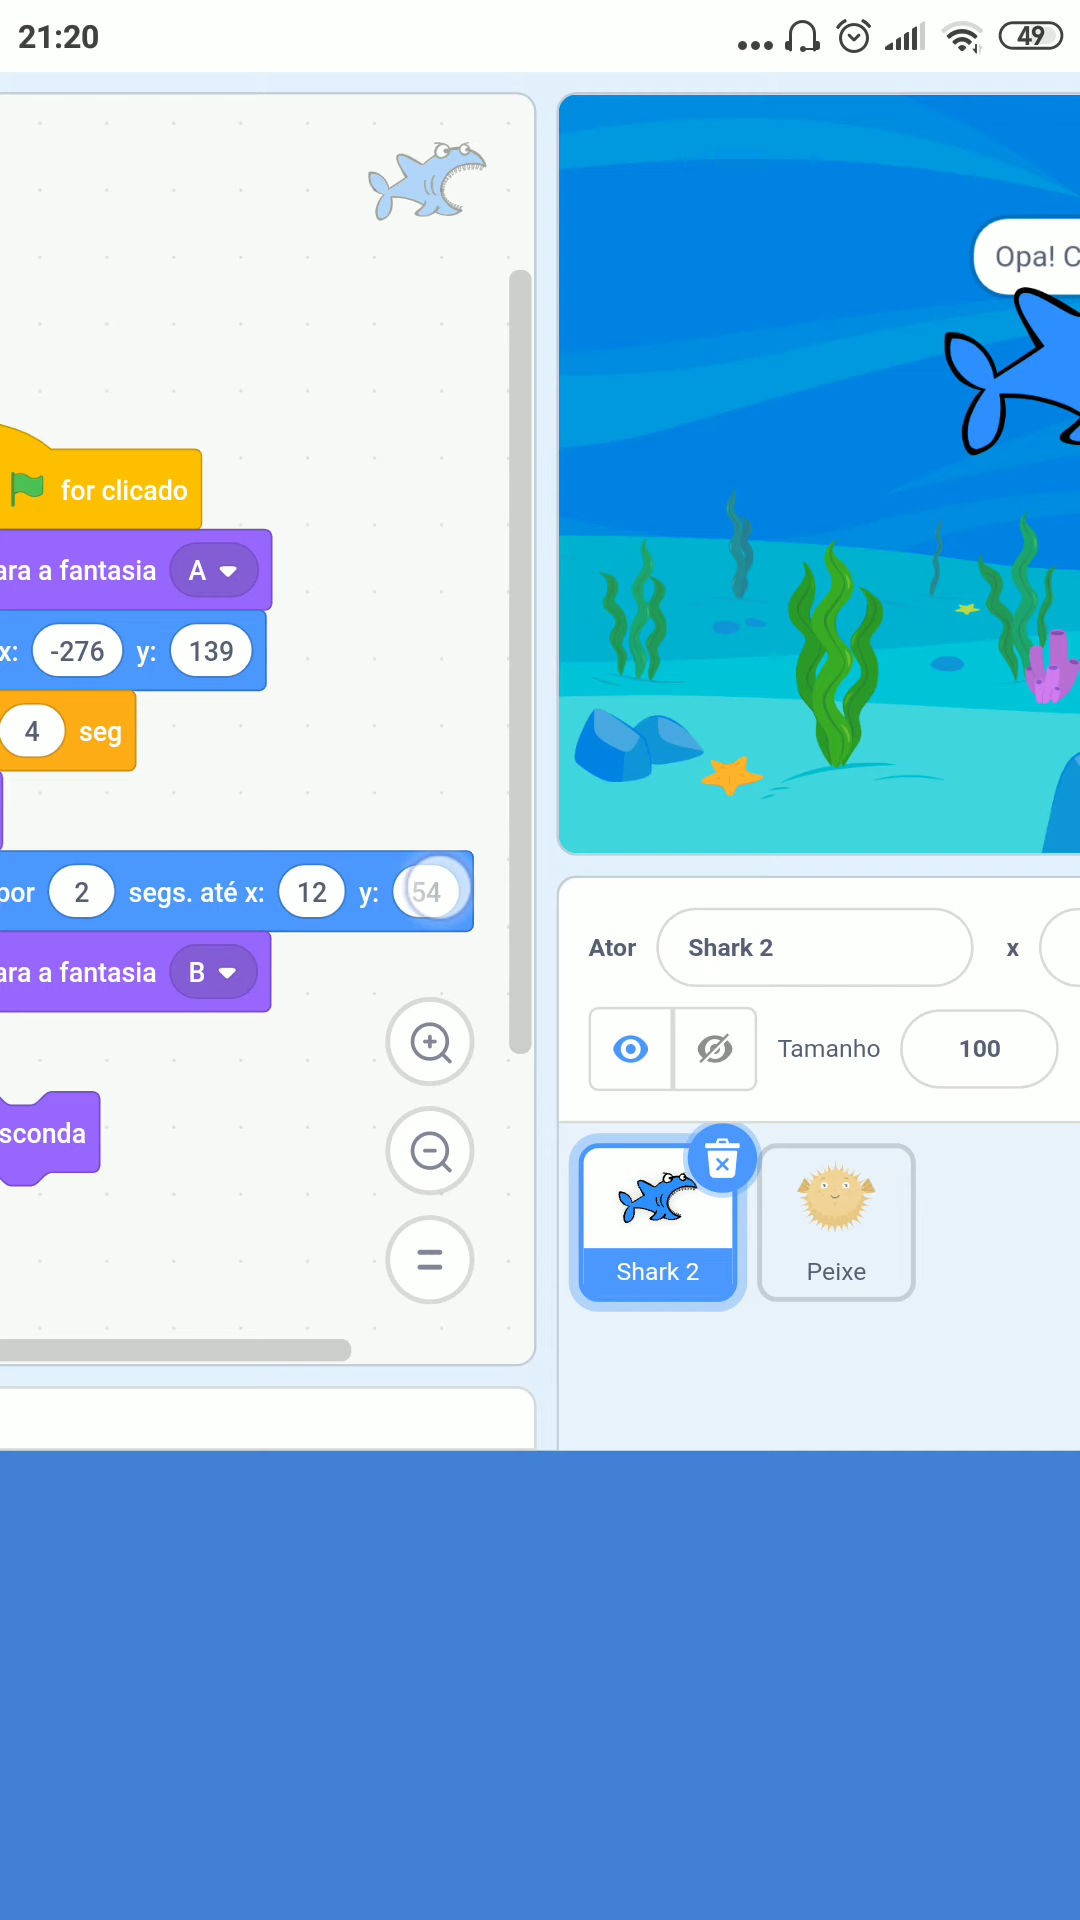 21:20
49
Opa! C
for clicado
ara a fantasia A
x: -276 y: 139
4 seg
por 2 segs. até x: 12 y: 54
ara a fantasia B
sconda
Ator Shark 2 x
Tamanho 100
Shark 2
Peixe